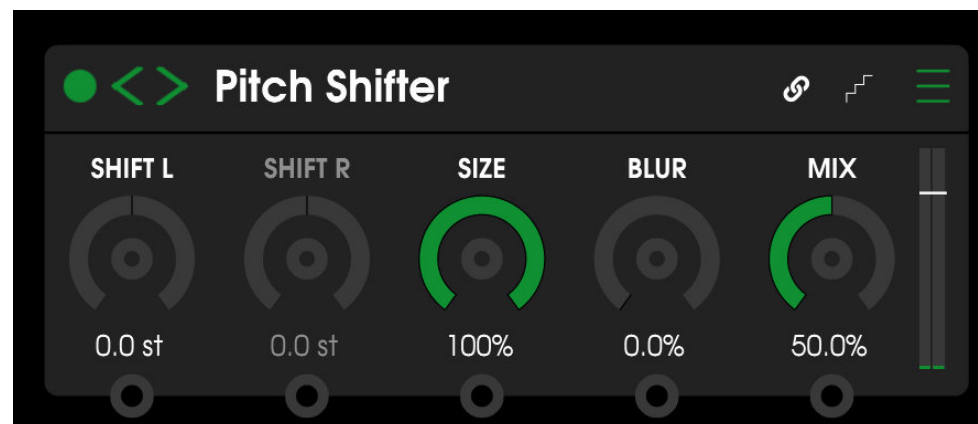 Pitch Shifter
SHIFT L SHIFT R SIZE BLUR MIX
0.0 st 0.0 st 100% 0.0% 50.0%